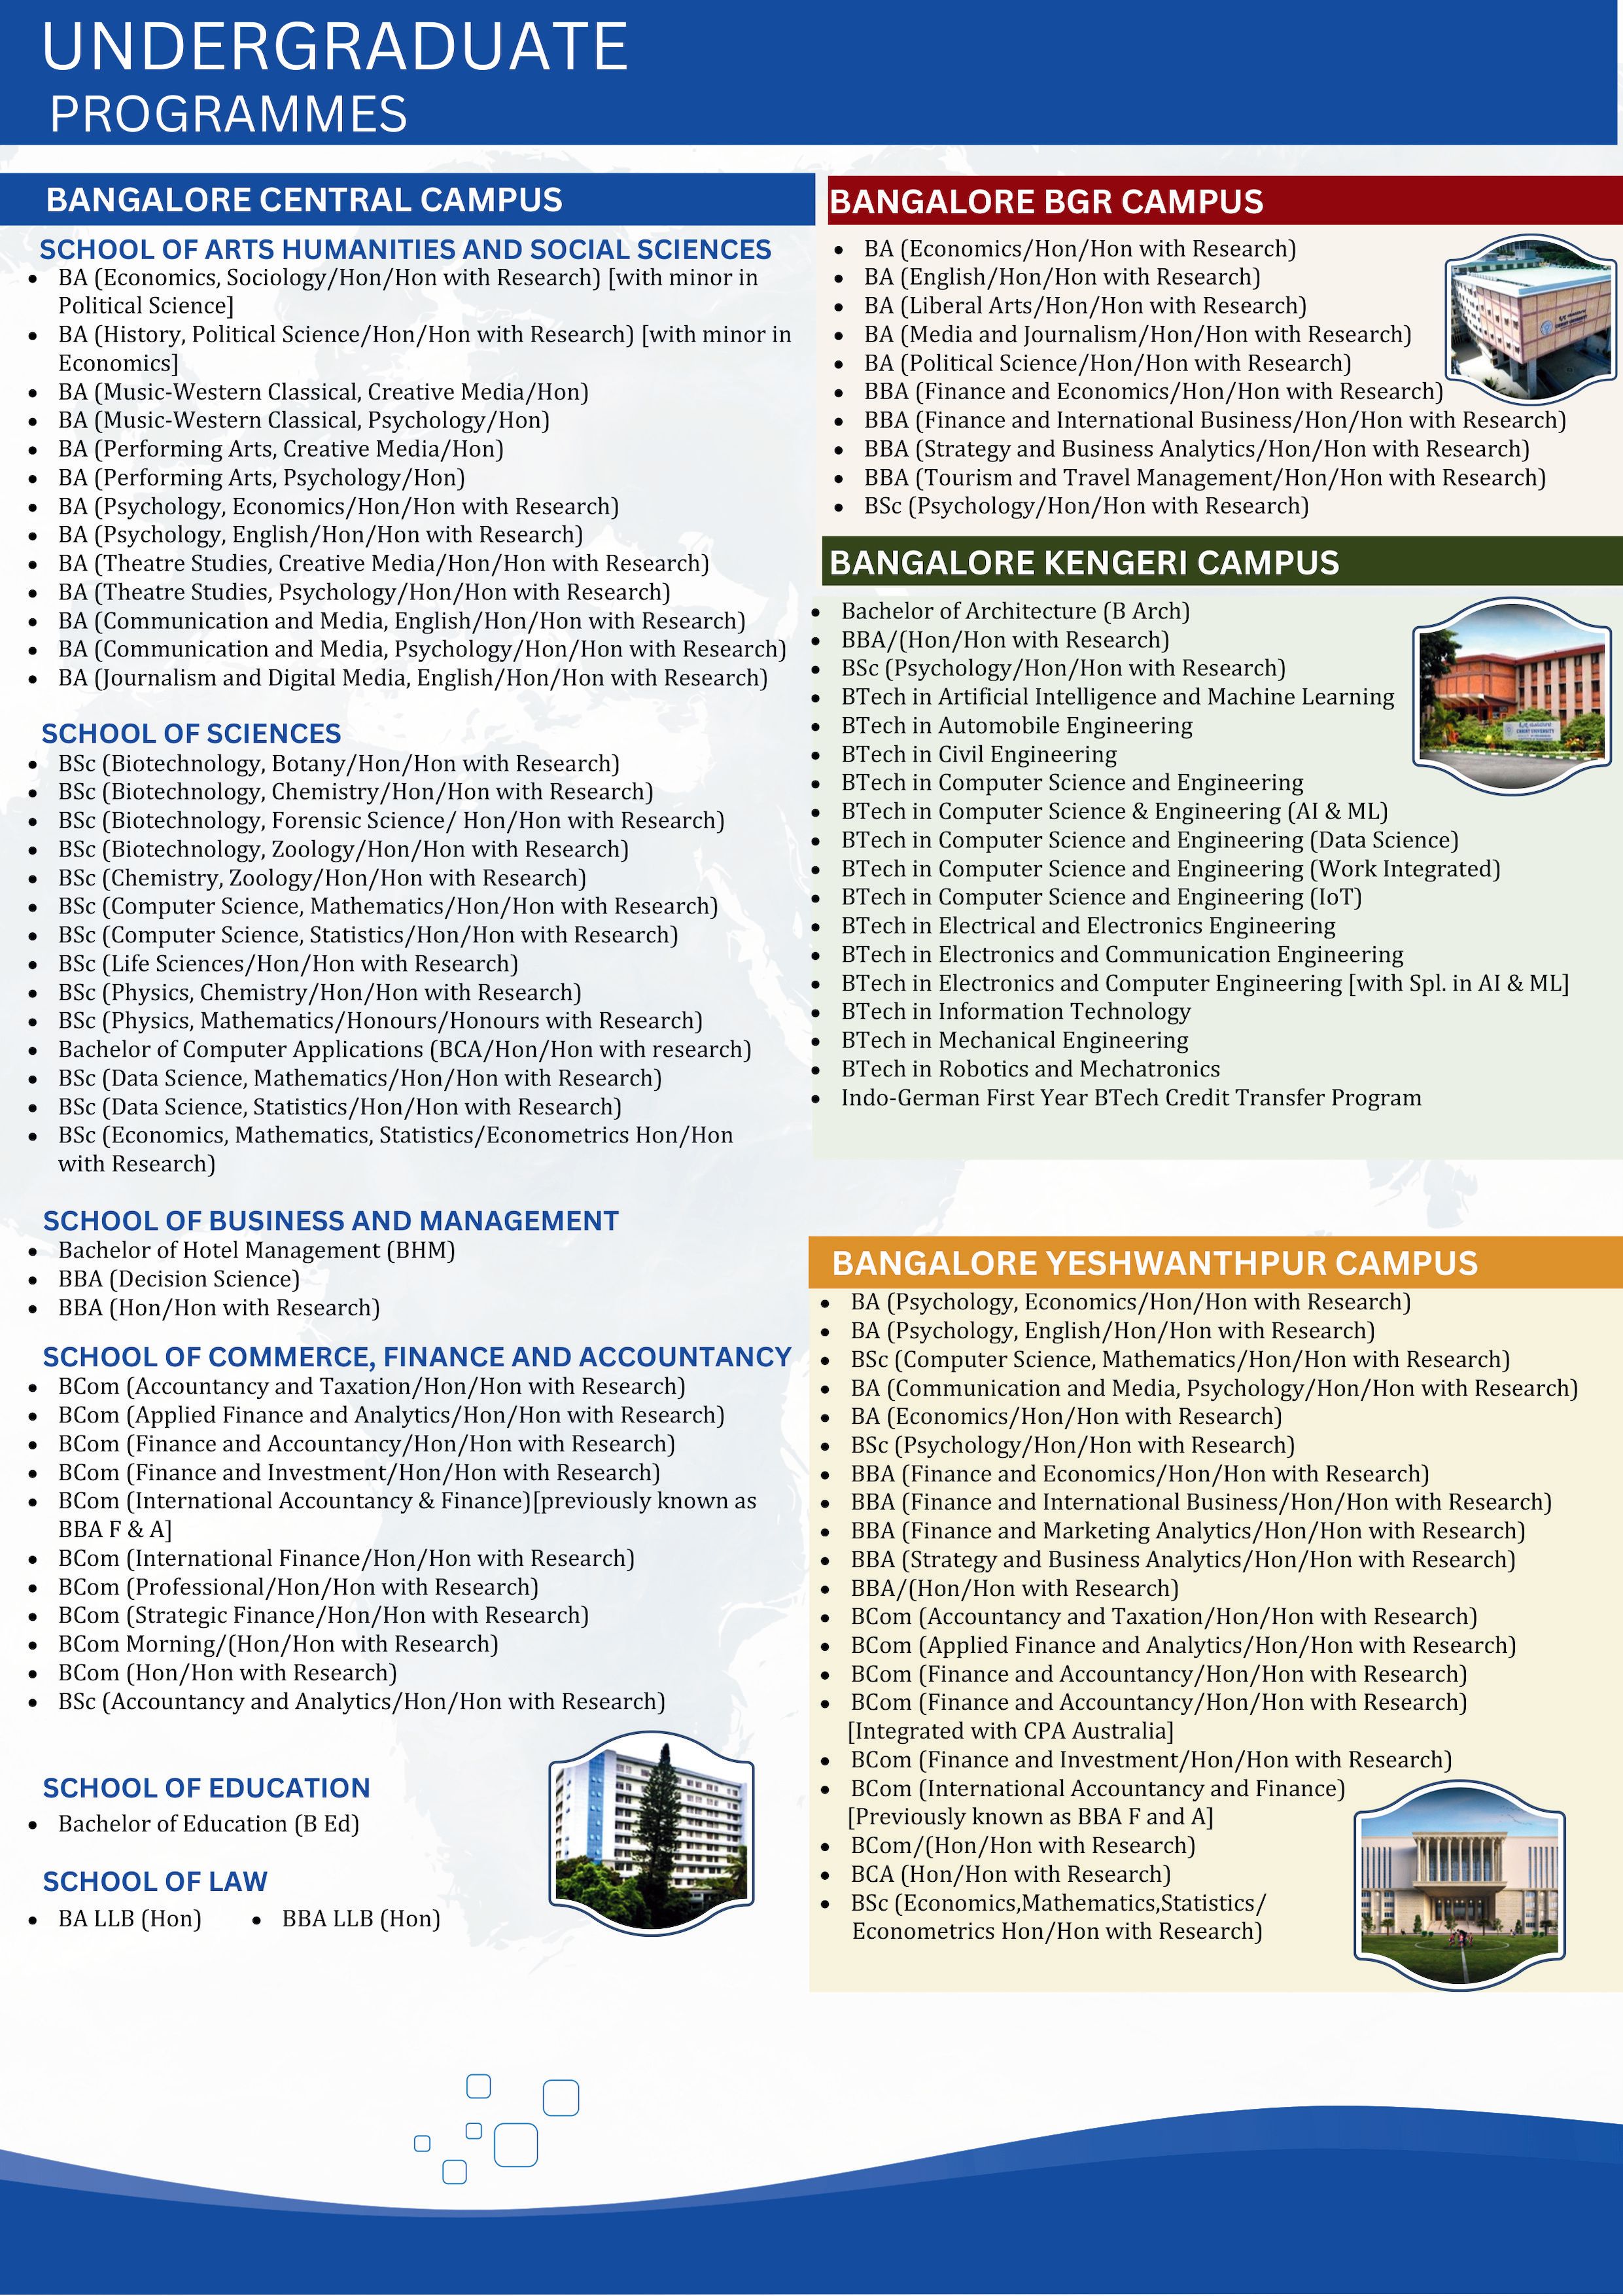 UNDERGRADUATE
PROGRAMMES
BANGALORE CENTRAL CAMPUS
SCHOOL OF ARTS HUMANITIES AND SOCIAL SCIENCES
• BA (Economics, Sociology/Hon/Hon with Research) [with minor in
Political Science]
• BA (History, Political Science/Hon/Hon with Research) [with minor in
Economics]
• BA (Music-Western Classical, Creative Media/Hon)
• BA (Music-Western Classical, Psychology/Hon)
• BA (Performing Arts, Creative Media/Hon)
• BA (Performing Arts, Psychology/Hon)
• BA (Psychology, Economics/Hon/Hon with Research)
• BA (Psychology, English/Hon/Hon with Research)
• BA (Theatre Studies, Creative Media/Hon/Hon with Research)
• BA (Theatre Studies, Psychology/Hon/Hon with Research)
• BA (Communication and Media, English/Hon/Hon with Research)
• BA (Communication and Media, Psychology/Hon/Hon with Research)
• BA (Journalism and Digital Media, English/Hon/Hon with Research)
SCHOOL OF SCIENCES
• BSc (Biotechnology, Botany/Hon/Hon with Research)
• BSc (Biotechnology, Chemistry/Hon/Hon with Research)
• BSc (Biotechnology, Forensic Science/ Hon/Hon with Research)
• BSc (Biotechnology, Zoology/Hon/Hon with Research)
• BSc (Chemistry, Zoology/Hon/Hon with Research)
• BSc (Computer Science, Mathematics/Hon/Hon with Research)
• BSc (Computer Science, Statistics/Hon/Hon with Research)
• BSc (Life Sciences/Hon/Hon with Research)
• BSc (Physics, Chemistry/Hon/Hon with Research)
• BSc (Physics, Mathematics/Honours/Honours with Research)
• Bachelor of Computer Applications (BCA/Hon/Hon with research)
• BSc (Data Science, Mathematics/Hon/Hon with Research)
• BSc (Data Science, Statistics/Hon/Hon with Research)
• BSc (Economics, Mathematics, Statistics/Econometrics Hon/Hon
with Research)
SCHOOL OF BUSINESS AND MANAGEMENT
• Bachelor of Hotel Management (BHM)
• BBA (Decision Science)
• BBA (Hon/Hon with Research)
SCHOOL OF COMMERCE, FINANCE AND ACCOUNTANCY
• BCom (Accountancy and Taxation/Hon/Hon with Research)
• BCom (Applied Finance and Analytics/Hon/Hon with Research)
• BCom (Finance and Accountancy/Hon/Hon with Research)
• BCom (Finance and Investment/Hon/Hon with Research)
• BCom (International Accountancy & Finance)[previously known as
BBA F & A]
• BCom (International Finance/Hon/Hon with Research)
• BCom (Professional/Hon/Hon with Research)
• BCom (Strategic Finance/Hon/Hon with Research)
• BCom Morning/(Hon/Hon with Research)
• BCom (Hon/Hon with Research)
• BSc (Accountancy and Analytics/Hon/Hon with Research)
SCHOOL OF EDUCATION
• Bachelor of Education (B Ed)
SCHOOL OF LAW
• BA LLB (Hon) • BBA LLB (Hon)
BANGALORE BGR CAMPUS
• BA (Economics/Hon/Hon with Research)
• BA (English/Hon/Hon with Research)
• BA (Liberal Arts/Hon/Hon with Research)
• BA (Media and Journalism/Hon/Hon with Research)
• BA (Political Science/Hon/Hon with Research)
• BBA (Finance and Economics/Hon/Hon with Research)
• BBA (Finance and International Business/Hon/Hon with Research)
• BBA (Strategy and Business Analytics/Hon/Hon with Research)
• BBA (Tourism and Travel Management/Hon/Hon with Research)
• BSc (Psychology/Hon/Hon with Research)
BANGALORE KENGERI CAMPUS
• Bachelor of Architecture (B Arch)
• BBA/(Hon/Hon with Research)
• BSc (Psychology/Hon/Hon with Research)
• BTech in Artificial Intelligence and Machine Learning
• BTech in Automobile Engineering
• BTech in Civil Engineering
• BTech in Computer Science and Engineering
• BTech in Computer Science & Engineering (AI & ML)
• BTech in Computer Science and Engineering (Data Science)
• BTech in Computer Science and Engineering (Work Integrated)
• BTech in Computer Science and Engineering (IoT)
• BTech in Electrical and Electronics Engineering
• BTech in Electronics and Communication Engineering
• BTech in Electronics and Computer Engineering [with Spl. in AI & ML]
• BTech in Information Technology
• BTech in Mechanical Engineering
• BTech in Robotics and Mechatronics
• Indo-German First Year BTech Credit Transfer Program
BANGALORE YESHWANTHPUR CAMPUS
• BA (Psychology, Economics/Hon/Hon with Research)
• BA (Psychology, English/Hon/Hon with Research)
• BSc (Computer Science, Mathematics/Hon/Hon with Research)
• BA (Communication and Media, Psychology/Hon/Hon with Research)
• BA (Economics/Hon/Hon with Research)
• BSc (Psychology/Hon/Hon with Research)
• BBA (Finance and Economics/Hon/Hon with Research)
• BBA (Finance and International Business/Hon/Hon with Research)
• BBA (Finance and Marketing Analytics/Hon/Hon with Research)
• BBA (Strategy and Business Analytics/Hon/Hon with Research)
• BBA/(Hon/Hon with Research)
• BCom (Accountancy and Taxation/Hon/Hon with Research)
• BCom (Applied Finance and Analytics/Hon/Hon with Research)
• BCom (Finance and Accountancy/Hon/Hon with Research)
• BCom (Finance and Accountancy/Hon/Hon with Research)
[Integrated with CPA Australia]
• BCom (Finance and Investment/Hon/Hon with Research)
• BCom (International Accountancy and Finance)
[Previously known as BBA F and A]
• BCom/(Hon/Hon with Research)
• BCA (Hon/Hon with Research)
• BSc (Economics,Mathematics,Statistics/
Econometrics Hon/Hon with Research)